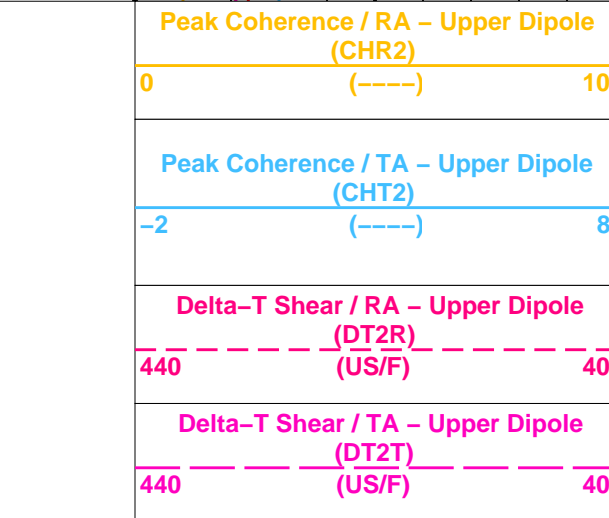 Peak Coherence / RA – Upper Dipole
(CHR2)
0 (−−−−) 10
Peak Coherence / TA – Upper Dipole
(CHT2)
−2 (−−−−) 8
Delta−T Shear / RA – Upper Dipole
(DT2R)
440 (US/F) 40
Delta−T Shear / TA – Upper Dipole
(DT2T)
440 (US/F) 40